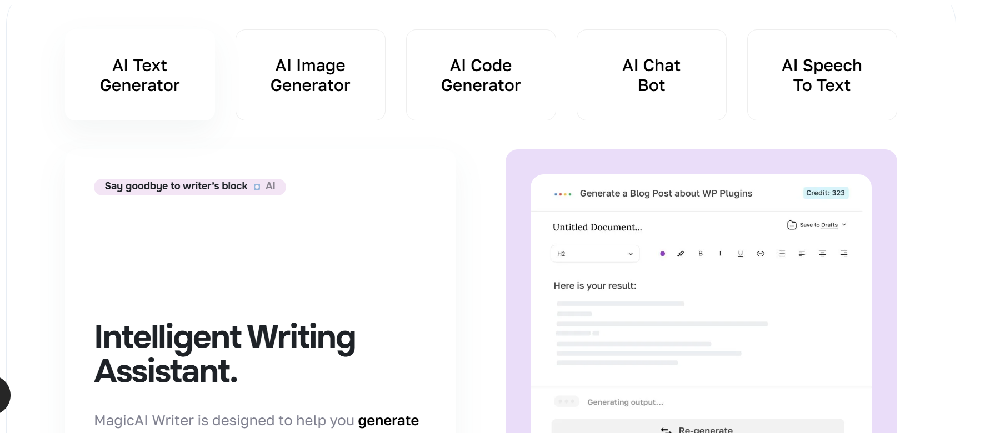 AI Text
Generator
AI Image
Generator
AI Code
Generator
AI Chat
Bot
AI Speech
To Text
Say goodbye to writer’s block AI
Intelligent Writing
Assistant.
MagicAI Writer is designed to help you generate
Generate a Blog Post about WP Plugins
Credit: 323
Untitled Document...
Save to Drafts
H2
B I U
Here is your result:
Generating output...
Re-generate